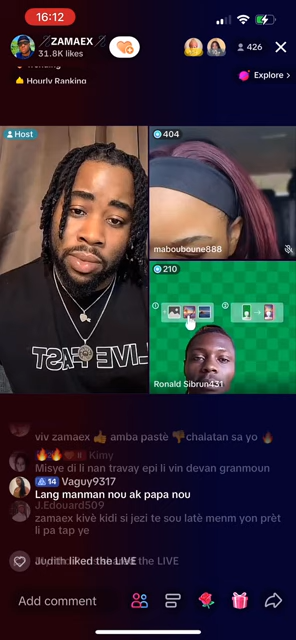 16:12
ZAMAEX
31.8K likes
426
Trending
Hourly Ranking
Explore >
Host
LIVE FAST
404
mabouboune888
210
Ronald Sibrun431
viv zamaex 👍 amba pastè 👎chalatan sa yo 🔥
🔥🔥
11 Kimy
Misye di li nan travay epi li vin devan granmoun
14 Vaguy9317
Lang manman nou ak papa nou
J.Edouard509
zamaex kivè kidi si jezi te sou latè menm yon prèt
li pa tap ye
Judith liked the LIVE
Add comment